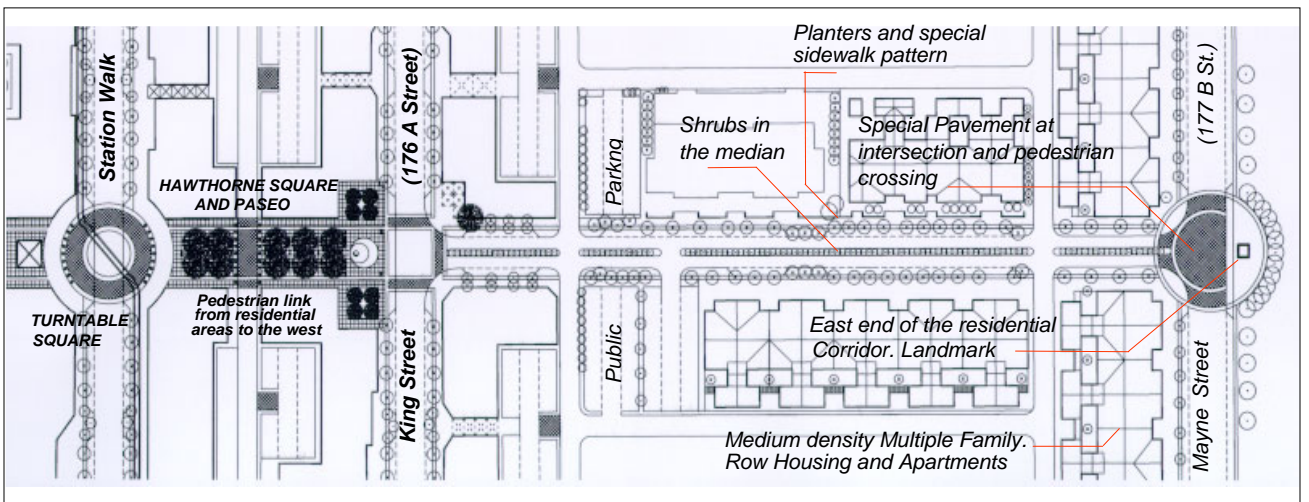 Station Walk
(176 A Street)
Planters and special
sidewalk pattern
(177 B St.)
Parkng
Shrubs in
the median
Special Pavement at
intersection and pedestrian
crossing
HAWTHORNE SQUARE
AND PASEO
TURNTABLE
SQUARE
Pedestrian link
from residential
areas to the west
King Street
Public
East end of the residential
Corridor. Landmark
Mayne Street
Medium density Multiple Family.
Row Housing and Apartments